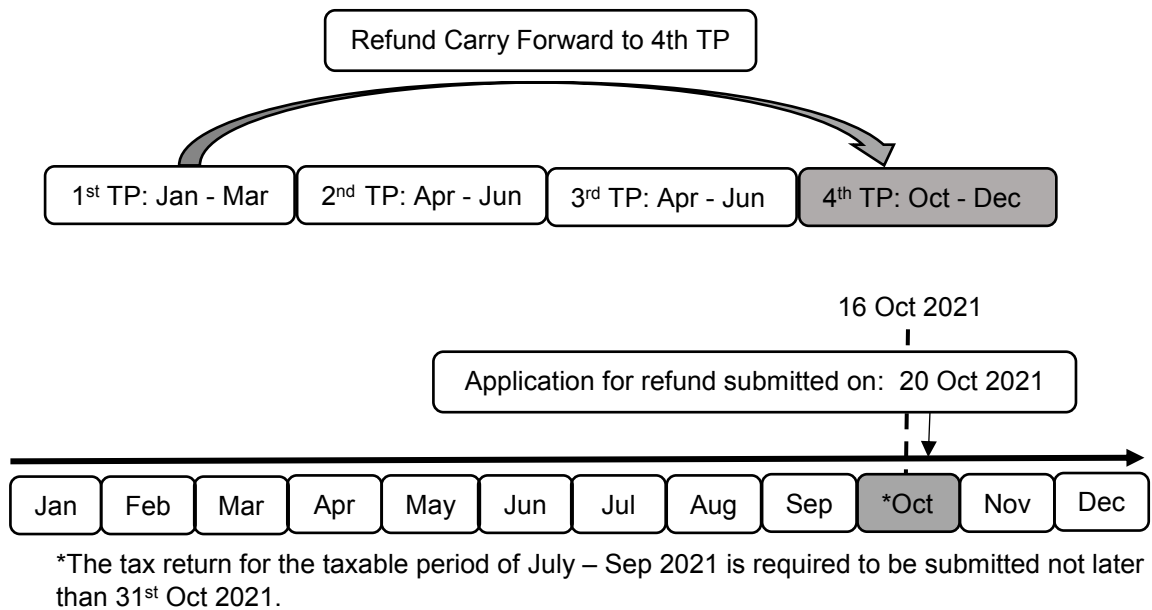 Refund Carry Forward to 4th TP
1st TP: Jan - Mar
2nd TP: Apr - Jun
3rd TP: Apr - Jun
4th TP: Oct - Dec
16 Oct 2021
Application for refund submitted on: 20 Oct 2021
Jan
Feb
Mar
Apr
May
Jun
Jul
Aug
Sep
*Oct
Nov
Dec
*The tax return for the taxable period of July – Sep 2021 is required to be submitted not later
than 31st Oct 2021.